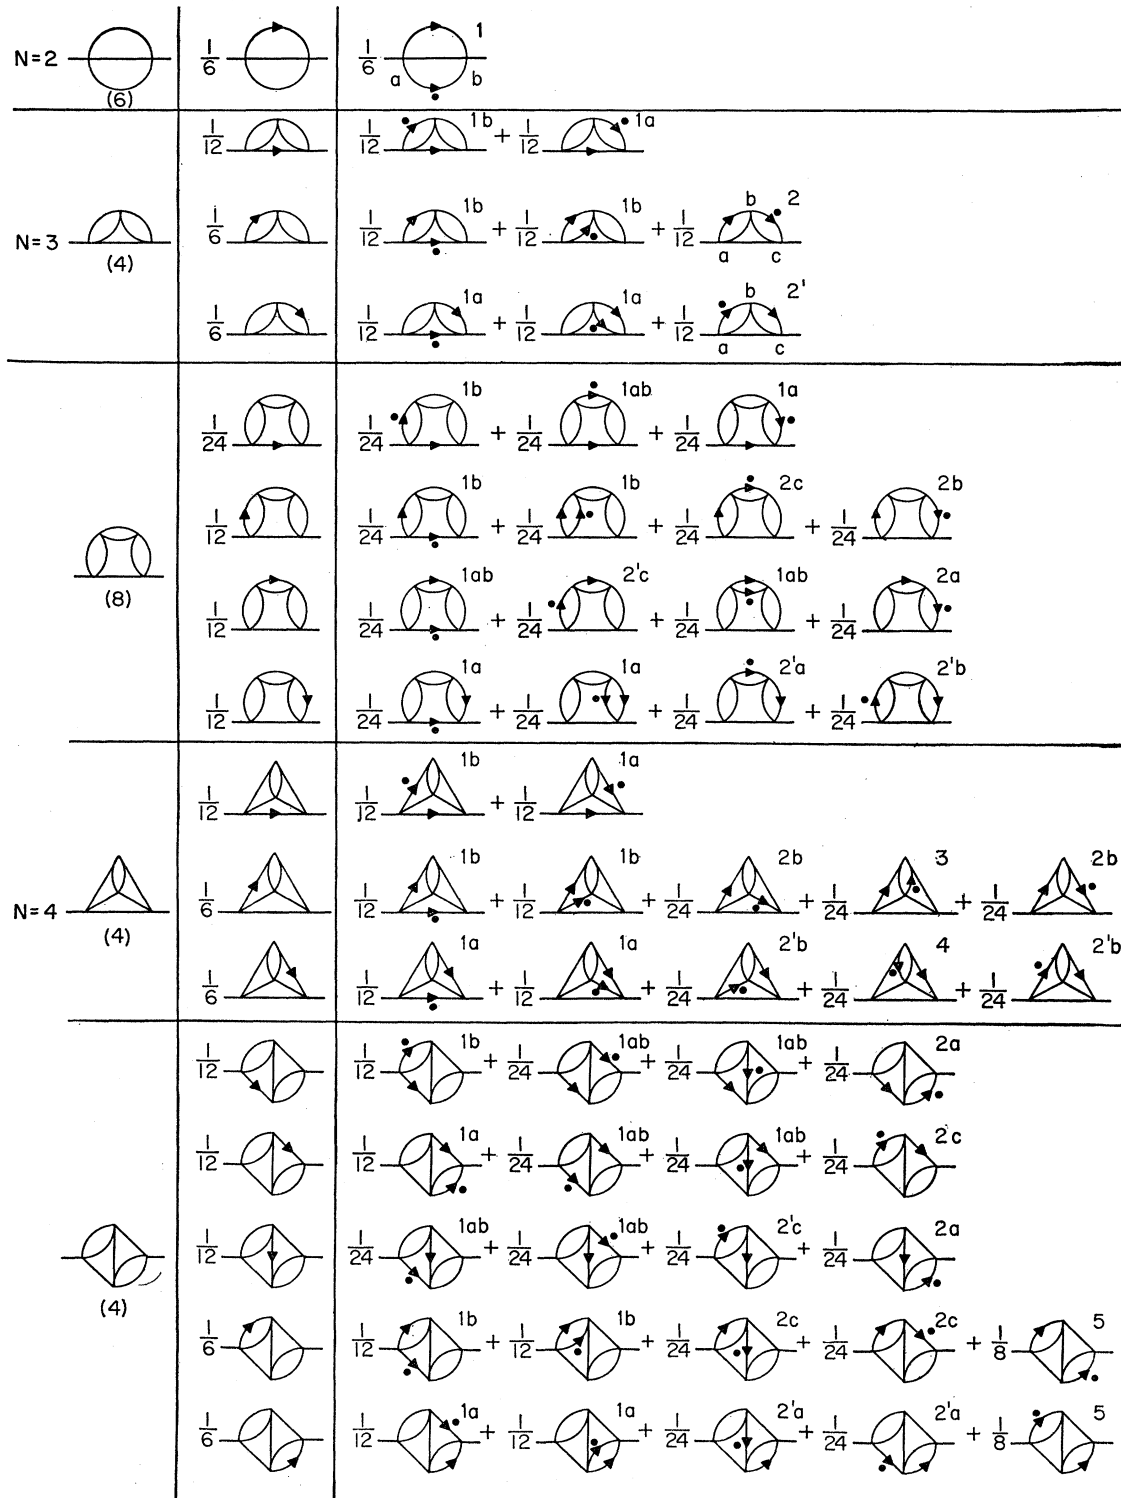 N=2 (6) 1/6 1/6 a b 1
1/12 1/12 1b + 1/12 1a
N=3 (4) 1/6 1/12 1b + 1/12 1b + 1/12 a b c 2
1/6 1/12 1a + 1/12 1a + 1/12 a b c 2'
1/24 1/24 1b + 1/24 1ab + 1/24 1a
(8) 1/12 1/24 1b + 1/24 1b + 1/24 2c + 1/24 2b
1/12 1/24 1ab + 1/24 2'c + 1/24 1ab + 1/24 2a
1/12 1/24 1a + 1/24 1a + 1/24 2'a + 1/24 2'b
1/12 1/12 1b + 1/12 1a
N=4 (4) 1/6 1/12 1b + 1/12 1b + 1/24 2b + 1/24 3 + 1/24 2b
1/6 1/12 1a + 1/12 1a + 1/24 2'b + 1/24 4 + 1/24 2'b
1/12 1/12 1b + 1/24 1ab + 1/24 1ab + 1/24 2a
1/12 1/12 1a + 1/24 1ab + 1/24 1ab + 1/24 2c
(4) 1/12 1/24 1ab + 1/24 1ab + 1/24 2'c + 1/24 2a
1/6 1/12 1b + 1/12 1b + 1/24 2c + 1/24 2c + 1/8 5
1/6 1/12 1a + 1/12 1a + 1/24 2'a + 1/24 2'a + 1/8 5